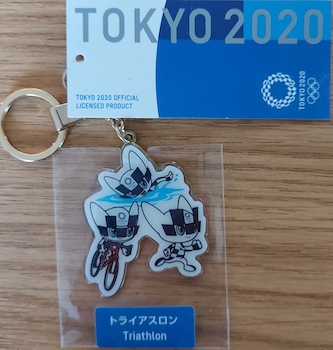 TOKYO 2020
TOKYO 2020 OFFICIAL
LICENSED PRODUCT
TOKYO 2020
トライアスロン
Triathlon